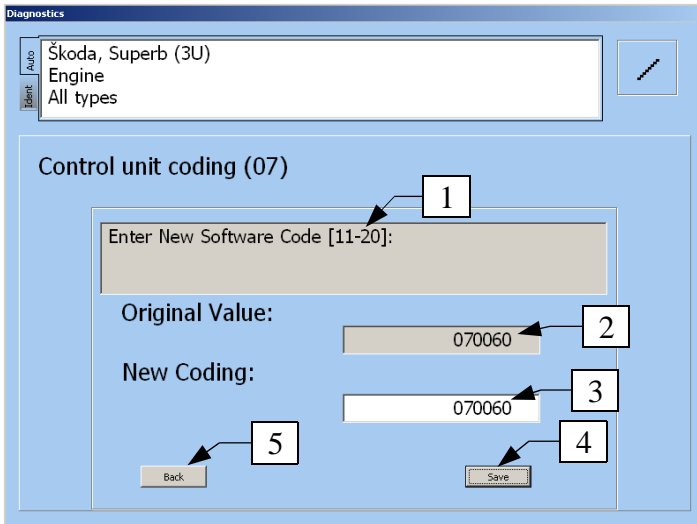 Diagnostics
Auto
Ident
Škoda, Superb (3U)
Engine
All types
Control unit coding (07)
1
Enter New Software Code [11-20]:
Original Value:
070060
2
New Coding:
070060
3
5
4
Back
Save